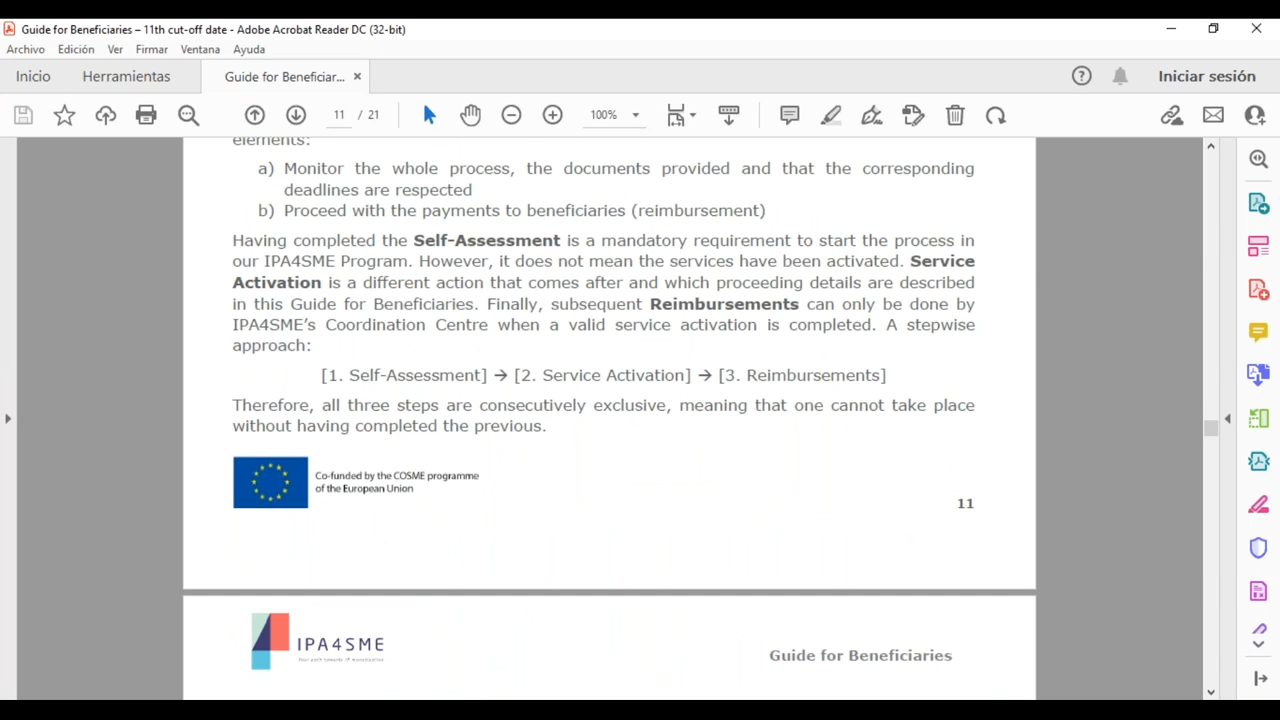 Guide for Beneficiaries – 11th cut-off date - Adobe Acrobat Reader DC (32-bit)
Archivo Edición Ver Firmar Ventana Ayuda
Inicio Herramientas Guide for Beneficiar... × Iniciar sesión
11 / 21 100%
elements:
a) Monitor the whole process, the documents provided and that the corresponding
deadlines are respected
b) Proceed with the payments to beneficiaries (reimbursement)
Having completed the Self-Assessment is a mandatory requirement to start the process in
our IPA4SME Program. However, it does not mean the services have been activated. Service
Activation is a different action that comes after and which proceeding details are described
in this Guide for Beneficiaries. Finally, subsequent Reimbursements can only be done by
IPA4SME’s Coordination Centre when a valid service activation is completed. A stepwise
approach:
[1. Self-Assessment] → [2. Service Activation] → [3. Reimbursements]
Therefore, all three steps are consecutively exclusive, meaning that one cannot take place
without having completed the previous.
Co-funded by the COSME programme
of the European Union
11
IPA4SME
Your path towards IP monetisation
Guide for Beneficiaries